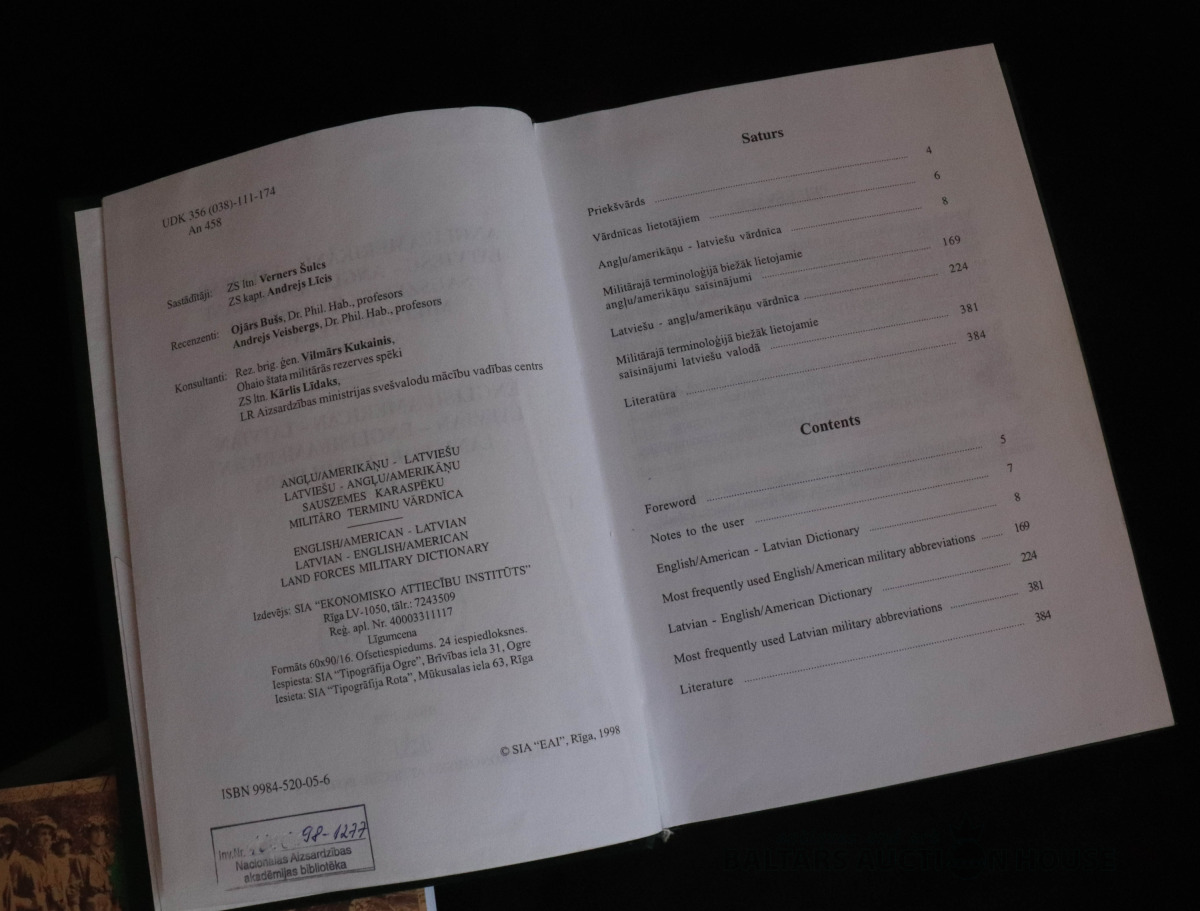 UDK 356 (038)-111-174
An 458
Sastādītāji: ZS ltn. Verners Šulcs
ZS kapt. Andrejs Līcis
Recenzenti: Ojārs Bušs, Dr. Phil. Hab., profesors
Andrejs Veisbergs, Dr. Phil. Hab., profesors
Konsultanti: Rez. brig. ģen. Vilmārs Kukainis,
Ohaio štata militārās rezerves spēki
ZS ltn. Kārlis Līdaks,
LR Aizsardzības ministrijas svešvalodu mācību vadības centrs
ANGĻU/AMERIKĀŅU - LATVIEŠU
LATVIEŠU - ANGĻU/AMERIKĀŅU
SAUSZEMES KARASPĒKU
MILITĀRO TERMINU VĀRDNĪCA
ENGLISH/AMERICAN - LATVIAN
LATVIAN - ENGLISH/AMERICAN
LAND FORCES MILITARY DICTIONARY
Izdevējs: SIA “EKONOMISKO ATTIECĪBU INSTITŪTS”
Rīga LV-1050, tālr.: 7243509
Reģ. apl. Nr. 40003311117
Līgumcena
Formāts 60x90/16. Ofsetiespiedums. 24 iespiedloksnes.
Iespiesta: SIA “Tipogrāfija Ogre”, Brīvības iela 31, Ogre
Iesieta: SIA “Tipogrāfija Rota”, Mūkusalas iela 63, Rīga
© SIA “EAI”, Rīga, 1998
ISBN 9984-520-05-6
Inv.Nr. 98-1277
Nacionālās Aizsardzības
akadēmijas bibliotēka
Saturs
Priekšvārds 4
Vārdnīcas lietotājiem 6
Angļu/amerikāņu - latviešu vārdnīca 8
Militārajā terminoloģijā biežāk lietojamie
angļu/amerikāņu saīsinājumi 169
Latviešu - angļu/amerikāņu vārdnīca 224
Militārajā terminoloģijā biežāk lietojamie
saīsinājumi latviešu valodā 381
Literatūra 384
Contents
Foreword 5
Notes to the user 7
English/American - Latvian Dictionary 8
Most frequently used English/American military abbreviations 169
Latvian - English/American Dictionary 224
Most frequently used Latvian military abbreviations 381
Literature 384